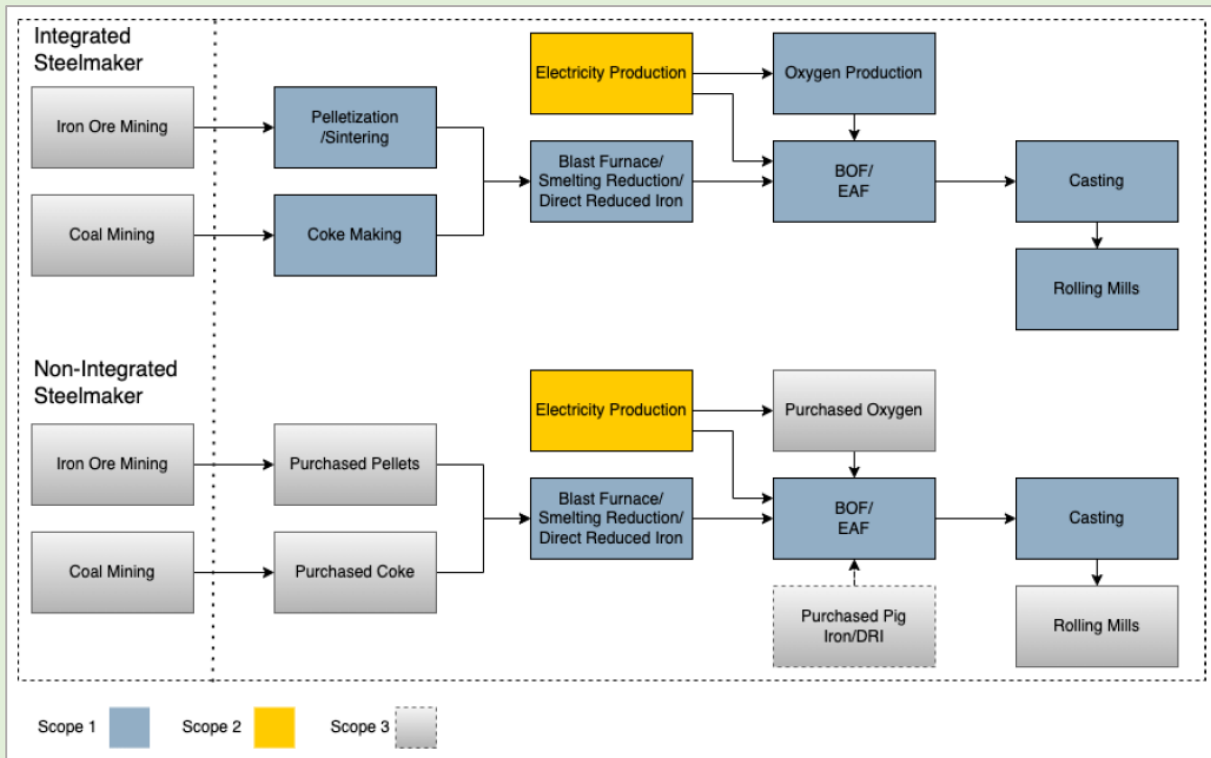 Integrated
Steelmaker
Iron Ore Mining
Coal Mining
Pelletization
/Sintering
Coke Making
Electricity Production
Blast Furnace/
Smelting Reduction/
Direct Reduced Iron
Oxygen Production
BOF/
EAF
Casting
Rolling Mills
Non-Integrated
Steelmaker
Iron Ore Mining
Coal Mining
Purchased Pellets
Purchased Coke
Electricity Production
Blast Furnace/
Smelting Reduction/
Direct Reduced Iron
Purchased Oxygen
BOF/
EAF
Purchased Pig
Iron/DRI
Casting
Rolling Mills
Scope 1
Scope 2
Scope 3